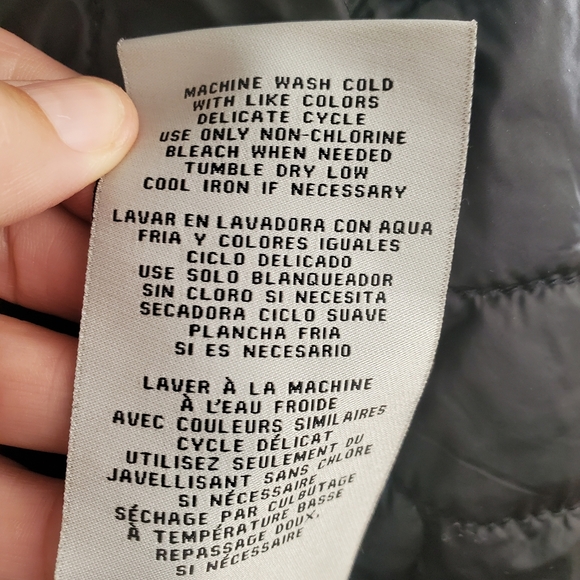 MACHINE WASH COLD
WITH LIKE COLORS
DELICATE CYCLE
USE ONLY NON-CHLORINE
BLEACH WHEN NEEDED
TUMBLE DRY LOW
COOL IRON IF NECESSARY
LAVAR EN LAVADORA CON AQUA
FRIA Y COLORES IGUALES
CICLO DELICADO
USE SOLO BLANQUEADOR
SIN CLORO SI NECESITA
SECADORA CICLO SUAVE
PLANCHA FRIA
SI ES NECESARIO
LAVER À LA MACHINE
À L'EAU FROIDE
AVEC COULEURS SIMILAIRES
CYCLE DÉLICAT
UTILISEZ SEULEMENT DU
JAVELLISANT SANS CHLORE
SI NÉCESSAIRE
SÉCHAGE PAR CULBUTAGE
À TEMPÉRATURE BASSE
REPASSAGE DOUX,
SI NÉCESSAIRE